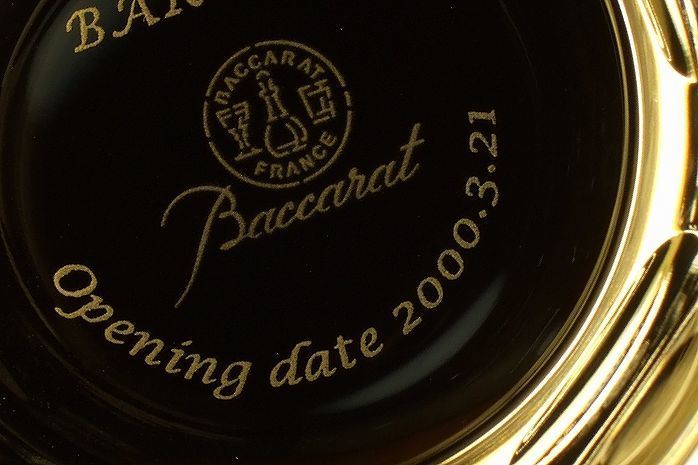 BACCARAT
FRANCE
Baccarat
Opening date 2000.3.21